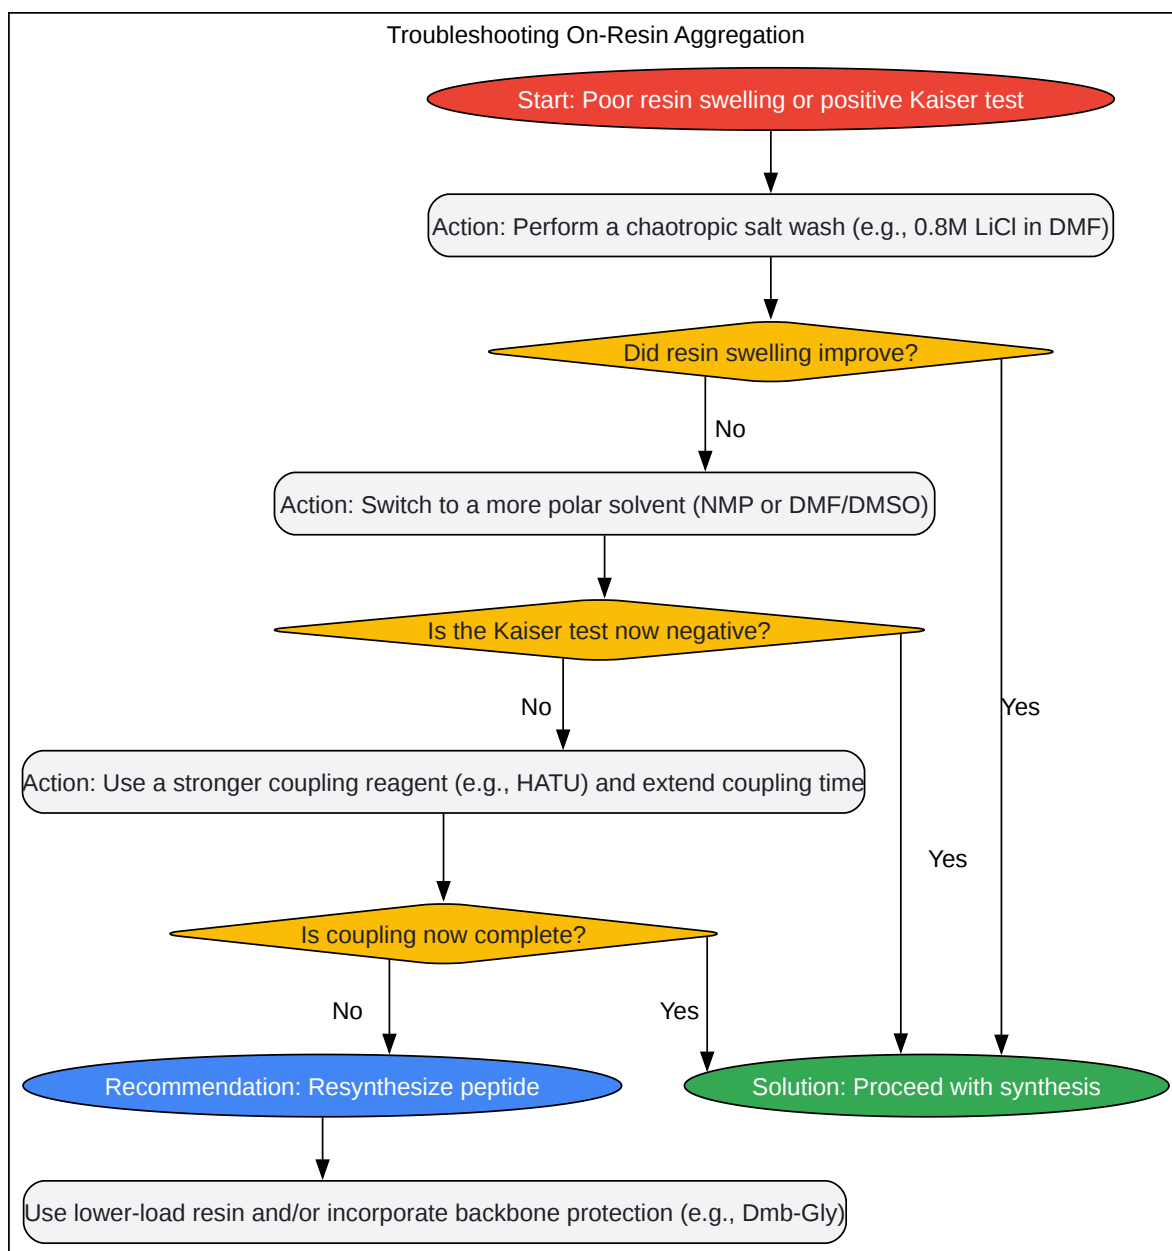 Troubleshooting On-Resin Aggregation
Start: Poor resin swelling or positive Kaiser test
Action: Perform a chaotropic salt wash (e.g., 0.8M LiCl in DMF)
Did resin swelling improve?
No
Action: Switch to a more polar solvent (NMP or DMF/DMSO)
Is the Kaiser test now negative?
No
Yes
Action: Use a stronger coupling reagent (e.g., HATU) and extend coupling time
Yes
Is coupling now complete?
No
Yes
Recommendation: Resynthesize peptide
Solution: Proceed with synthesis
Use lower-load resin and/or incorporate backbone protection (e.g., Dmb-Gly)